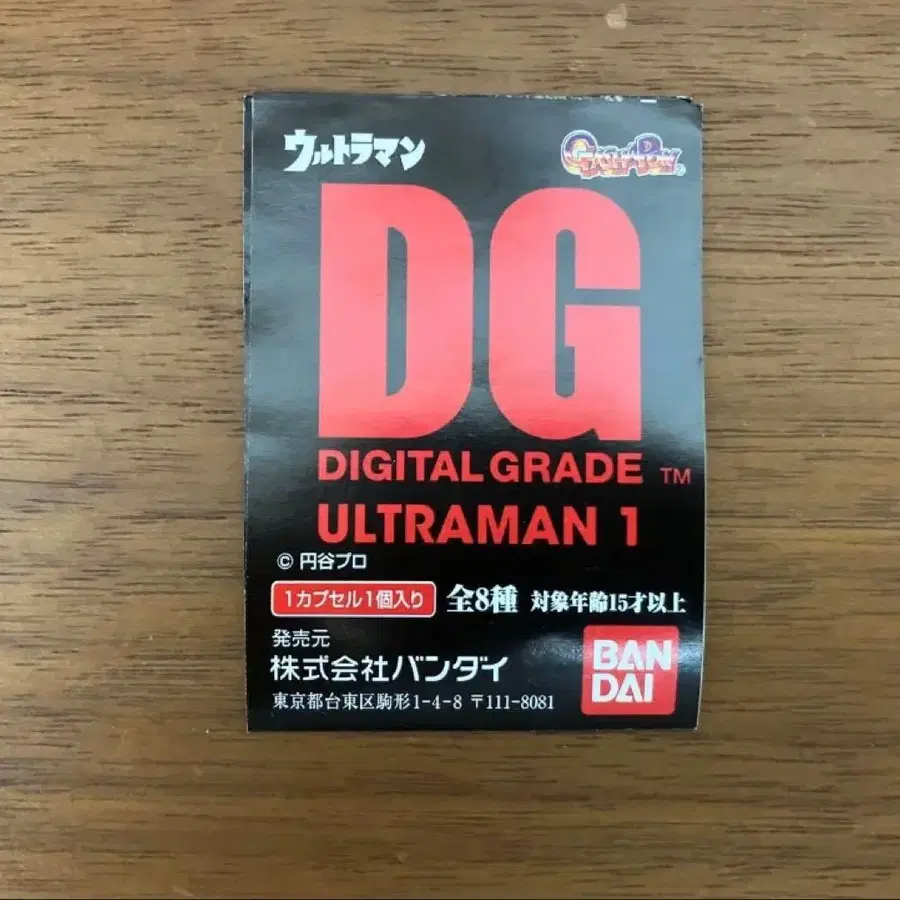 ウルトラマン GASHAPON
DG
DIGITAL GRADE TM
ULTRAMAN 1
© 円谷プロ
1カプセル1個入り 全8種 対象年齢15才以上
発売元
株式会社バンダイ
東京都台東区駒形1-4-8 〒111-8081
BAN
DAI